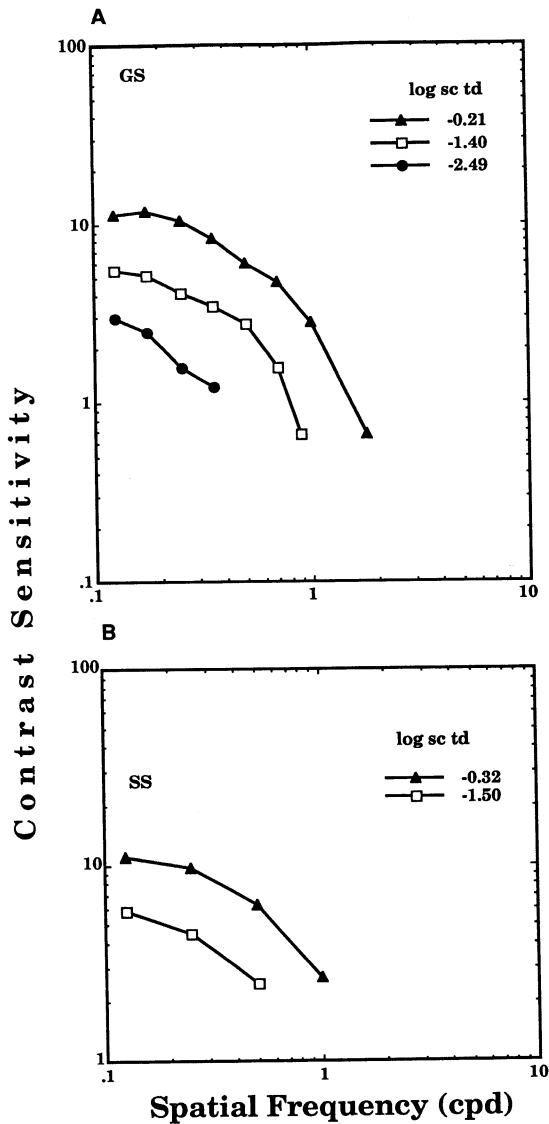 A
100
GS
log sc td
-0.21
-1.40
-2.49
10
1
.1
.1 1 10
Contrast Sensitivity
B
100
log sc td
SS
-0.32
-1.50
10
1
.1 1 10
Spatial Frequency (cpd)